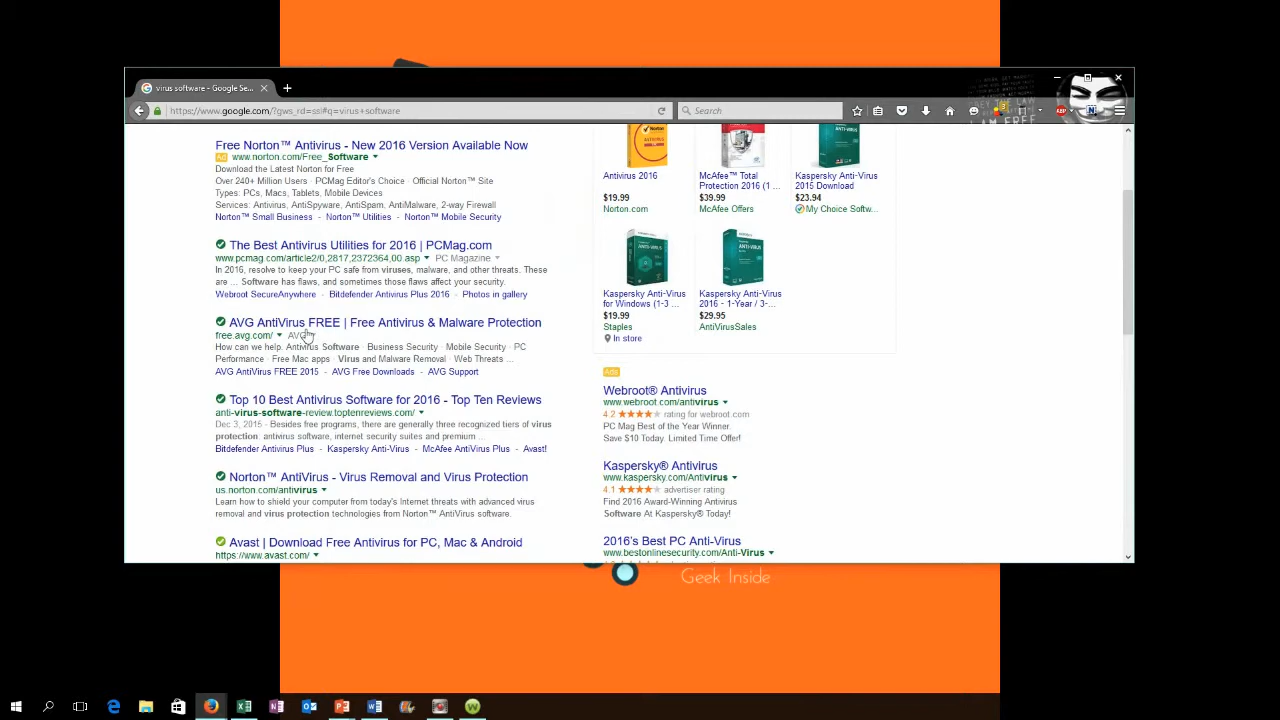 virus software - Google Se...
https://www.google.com/?gws_rd=ssl#q=virus+software
Search
Free Norton™ Antivirus - New 2016 Version Available Now
Ad www.norton.com/Free_Software
Download the Latest Norton for Free
Over 240+ Million Users · PCMag Editor's Choice · Official Norton™ Site
Types: PCs, Macs, Tablets, Mobile Devices
Services: Antivirus, AntiSpyware, AntiSpam, AntiMalware, 2-way Firewall
Norton™ Small Business - Norton™ Utilities - Norton™ Mobile Security
The Best Antivirus Utilities for 2016 | PCMag.com
www.pcmag.com/article2/0,2817,2372364,00.asp PC Magazine
In 2016, resolve to keep your PC safe from viruses, malware, and other threats. These
are ... Software has flaws, and sometimes those flaws affect your security.
Webroot SecureAnywhere - Bitdefender Antivirus Plus 2016 - Photos in gallery
AVG AntiVirus FREE | Free Antivirus & Malware Protection
free.avg.com/ AVG
How can we help. Antivirus Software · Business Security · Mobile Security · PC
Performance · Free Mac apps · Virus and Malware Removal · Web Threats ...
AVG AntiVirus FREE 2015 - AVG Free Downloads - AVG Support
Top 10 Best Antivirus Software for 2016 - Top Ten Reviews
anti-virus-software-review.toptenreviews.com/
Dec 3, 2015 - Besides free programs, there are generally three recognized tiers of virus
protection: antivirus software, internet security suites and premium ...
Bitdefender Antivirus Plus - Kaspersky Anti-Virus - McAfee AntiVirus Plus - Avast!
Norton™ AntiVirus - Virus Removal and Virus Protection
us.norton.com/antivirus
Learn how to shield your computer from today's Internet threats with advanced virus
removal and virus protection technologies from Norton™ AntiVirus software.
Avast | Download Free Antivirus for PC, Mac & Android
https://www.avast.com/
Antivirus 2016
$19.99
Norton.com
McAfee™ Total
Protection 2016 (1 ...
$39.99
McAfee Offers
Kaspersky Anti-Virus
2015 Download
$23.94
My Choice Softw...
Kaspersky Anti-Virus
for Windows (1-3 ...
$19.99
Staples
In store
Kaspersky Anti-Virus
2016 - 1-Year / 3-...
$29.95
AntiVirusSales
Ads
Webroot® Antivirus
www.webroot.com/antivirus
4.2 rating for webroot.com
PC Mag Best of the Year Winner.
Save $10 Today. Limited Time Offer!
Kaspersky® Antivirus
www.kaspersky.com/Antivirus
4.1 advertiser rating
Find 2016 Award-Winning Antivirus
Software At Kaspersky® Today!
2016's Best PC Anti-Virus
www.bestonlinesecurity.com/Anti-Virus
Geek Inside